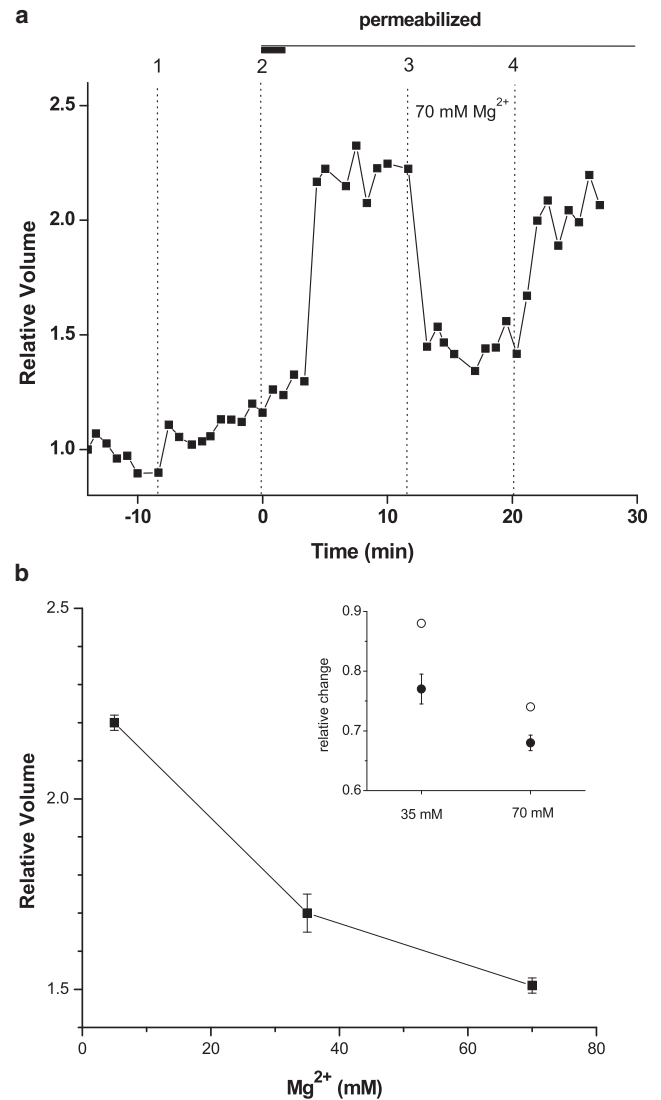 a
permeabilized
1 2 3 4
70 mM Mg²⁺
2.5
2.0
1.5
1.0
Relative Volume
-10 0 10 20 30
Time (min)
b
2.5
2.0
1.5
Relative Volume
0.9
0.8
0.7
0.6
relative change
35 mM 70 mM
0 20 40 60 80
Mg²⁺ (mM)